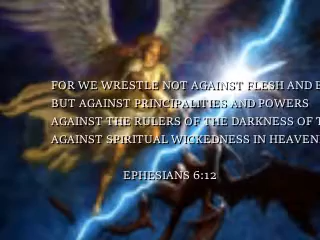 FOR WE WRESTLE NOT AGAINST FLESH AND
BUT AGAINST PRINCIPALITIES AND POWERS
AGAINST THE RULERS OF THE DARKNESS OF
AGAINST SPIRITUAL WICKEDNESS IN HEAVEN
EPHESIANS 6:12